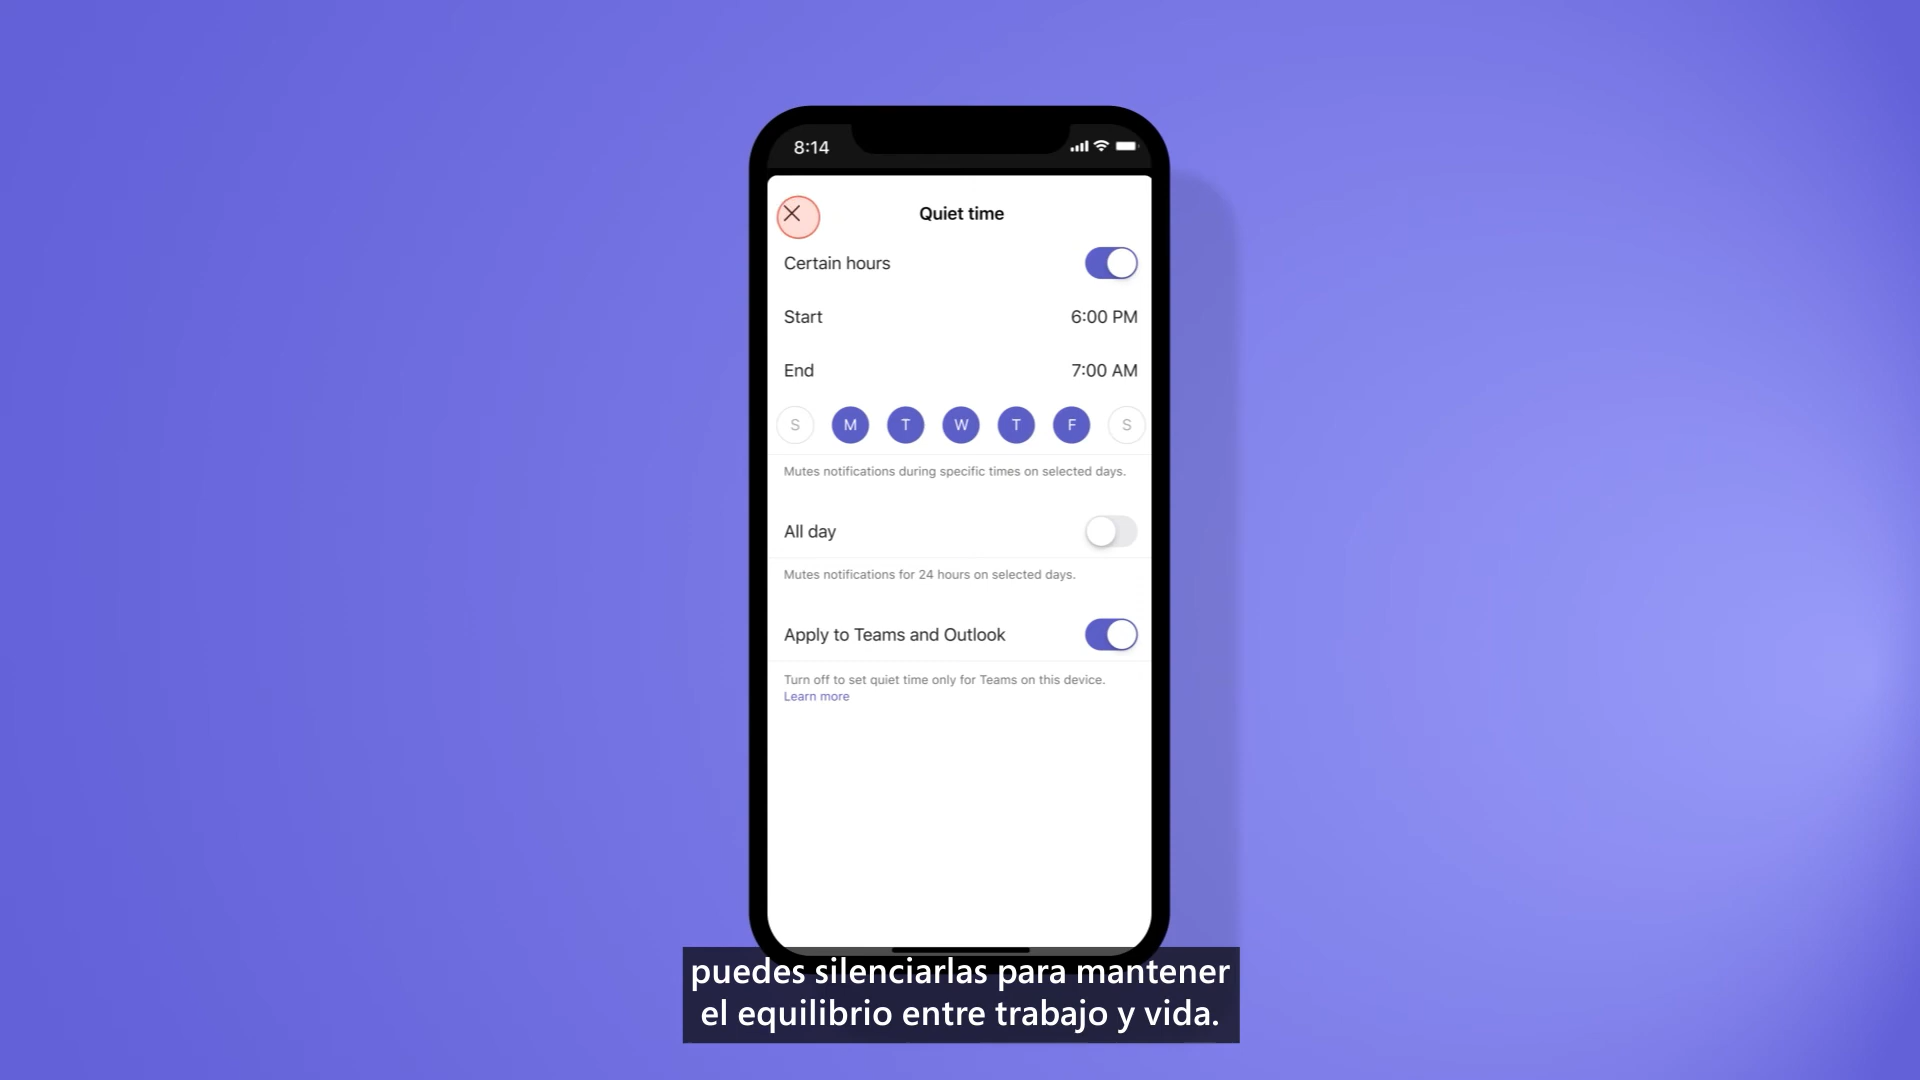 8:14
Quiet time
Certain hours
Start 6:00 PM
End 7:00 AM
S M T W T F S
Mutes notifications during specific times on selected days.
All day
Mutes notifications for 24 hours on selected days.
Apply to Teams and Outlook
Turn off to set quiet time only for Teams on this device.
Learn more
puedes silenciarlas para mantener
el equilibrio entre trabajo y vida.